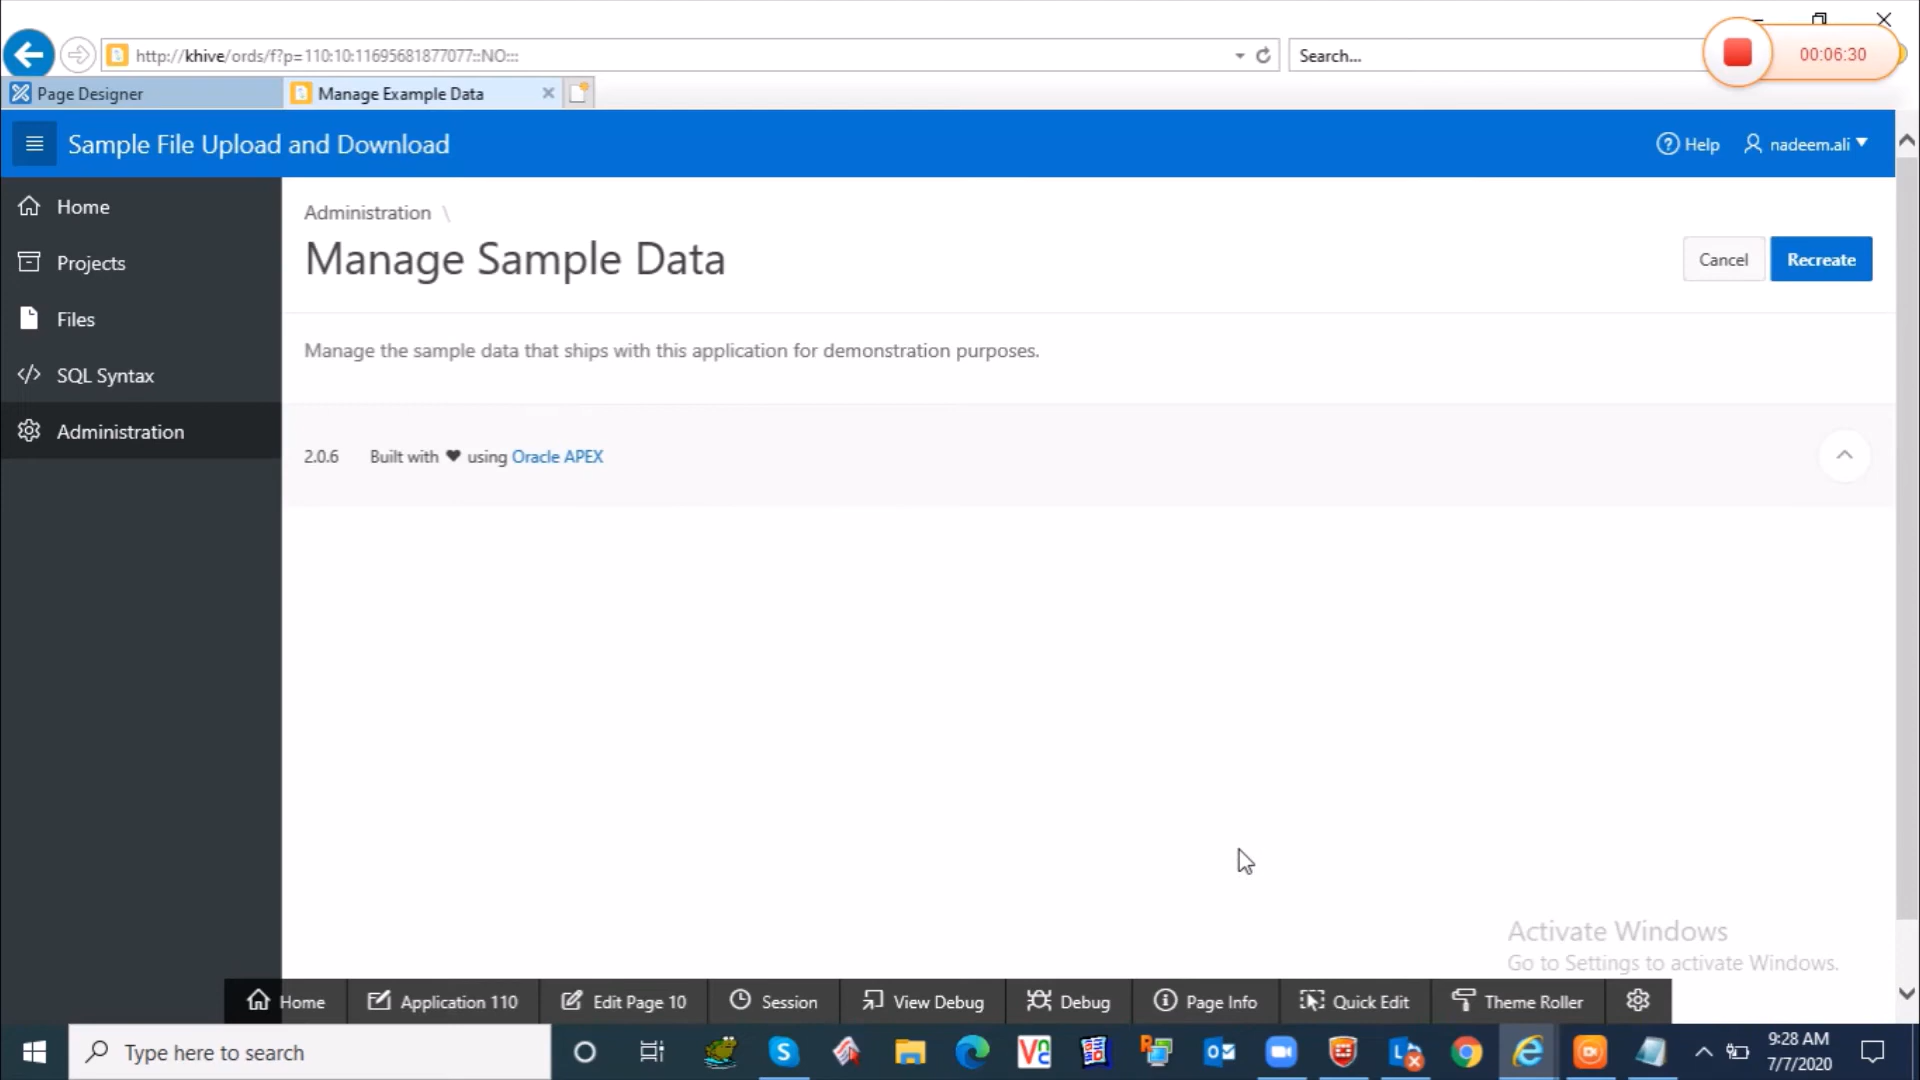 http://khive/ords/f?p=110:10:11695681877077::NO:::
Search...
00:06:30
Page Designer
Manage Example Data
Sample File Upload and Download
Help
nadeem.ali
Home
Projects
Files
SQL Syntax
Administration
Administration \
Manage Sample Data
Cancel
Recreate
Manage the sample data that ships with this application for demonstration purposes.
2.0.6 Built with ♥ using Oracle APEX
Activate Windows
Go to Settings to activate Windows.
Home
Application 110
Edit Page 10
Session
View Debug
Debug
Page Info
Quick Edit
Theme Roller
Type here to search
9:28 AM
7/7/2020